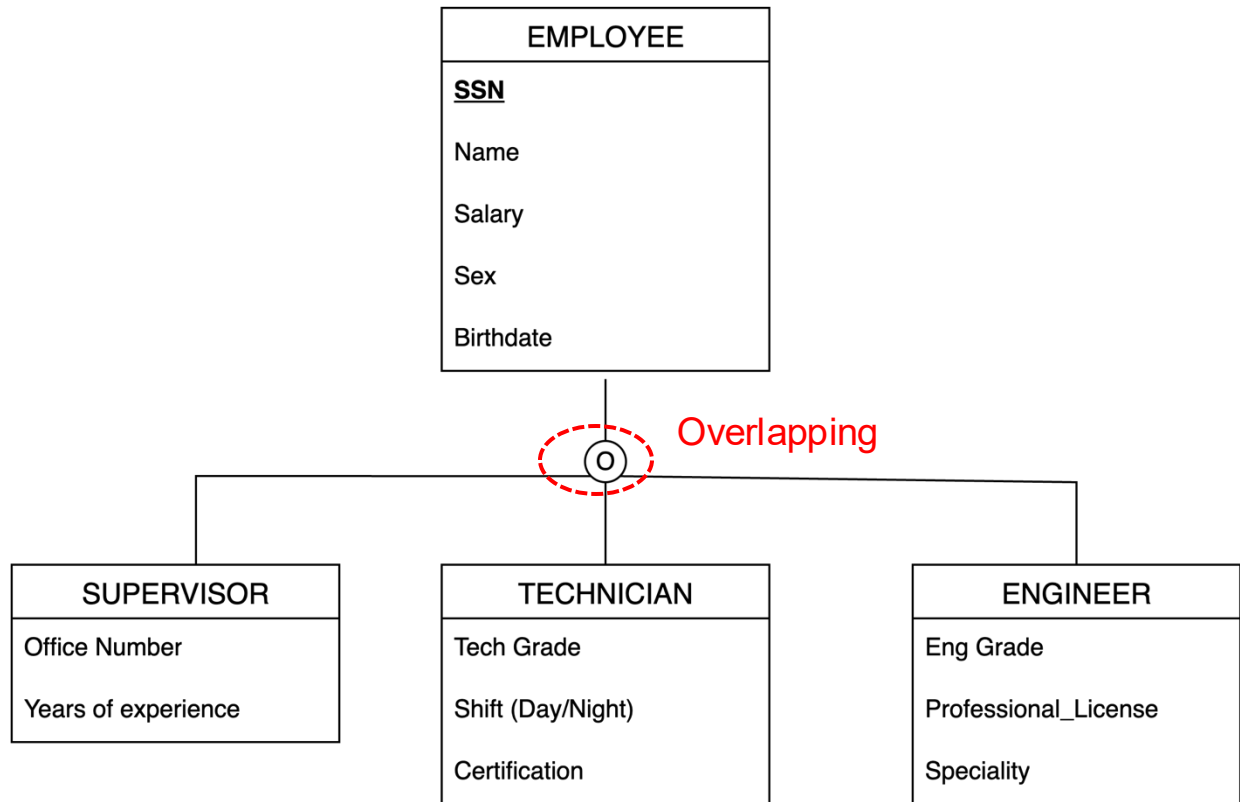 EMPLOYEE
SSN
Name
Salary
Sex
Birthdate
Overlapping
O
SUPERVISOR
Office Number
Years of experience
TECHNICIAN
Tech Grade
Shift (Day/Night)
Certification
ENGINEER
Eng Grade
Professional_License
Speciality